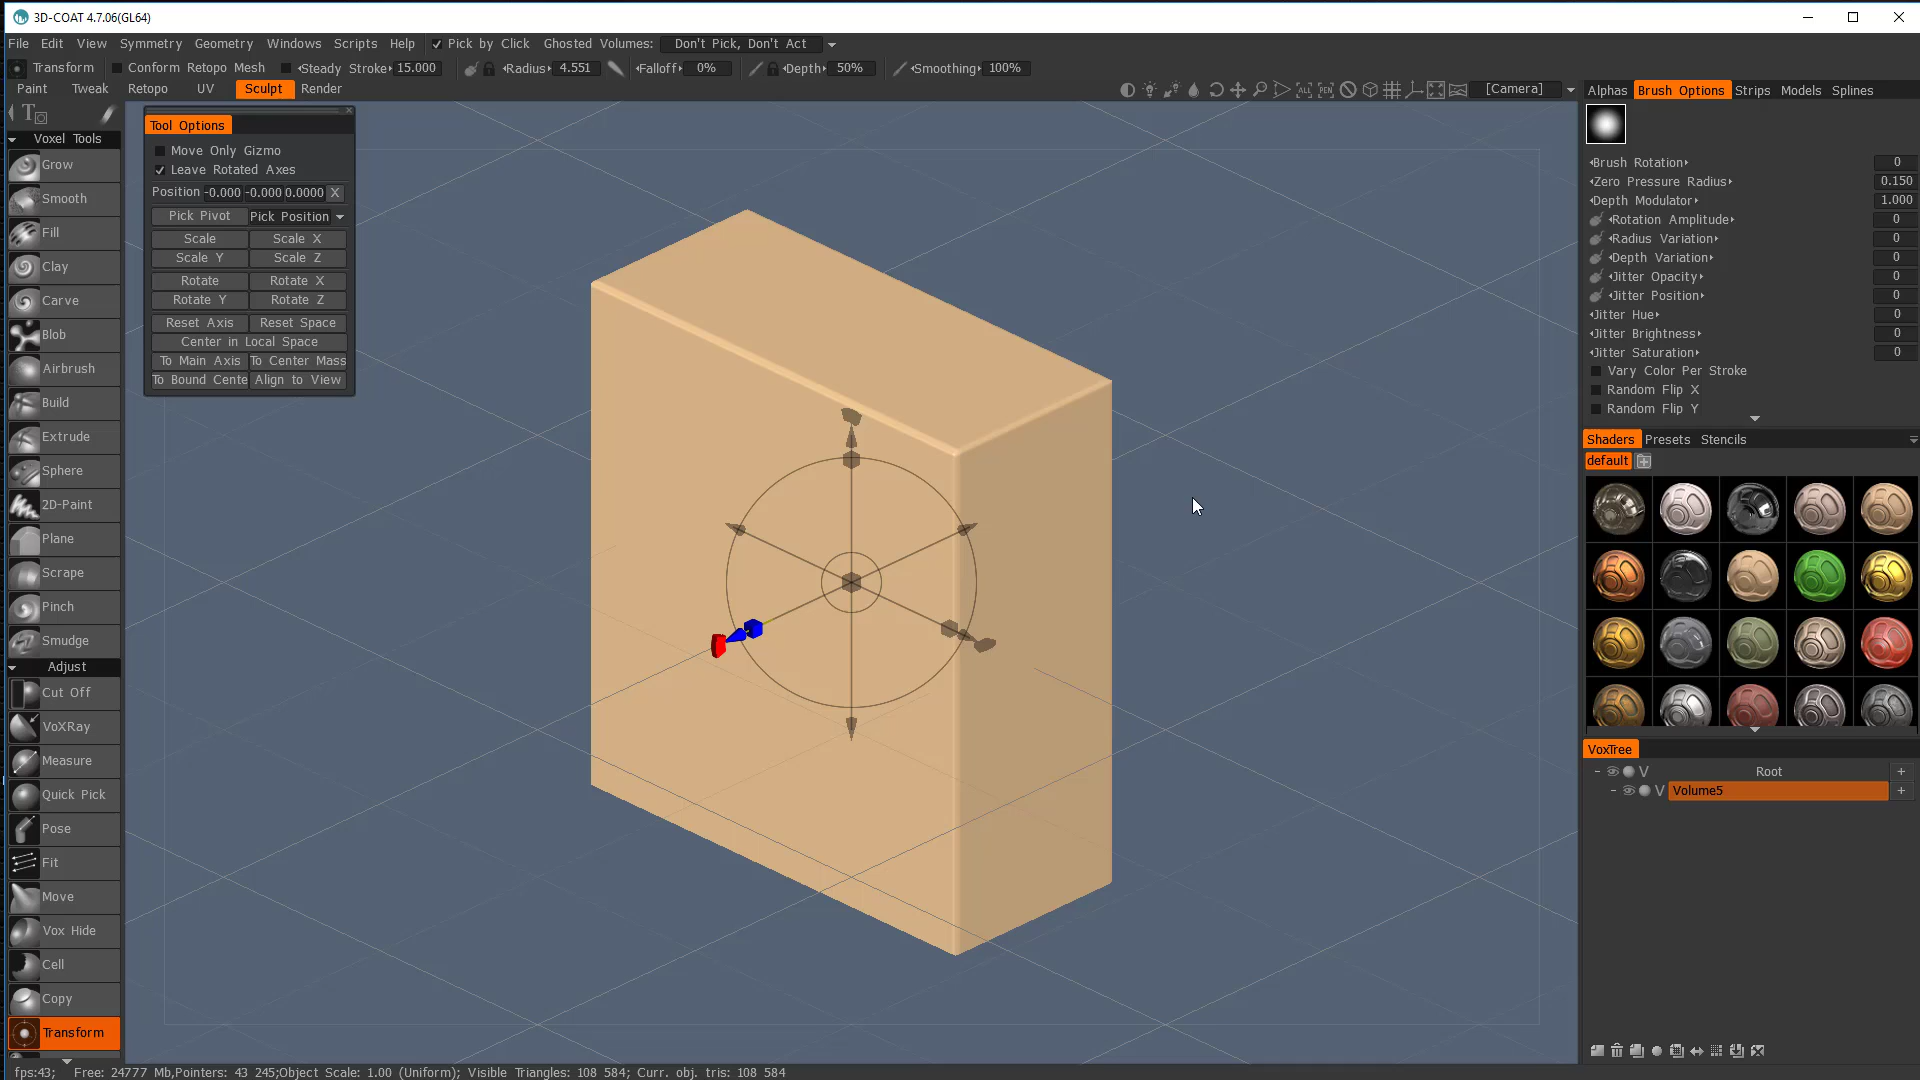 3D-COAT 4.7.06(GL64)
File Edit View Symmetry Geometry Windows Scripts Help Pick by Click Ghosted Volumes: Don't Pick, Don't Act
Transform Conform Retopo Mesh Steady Stroke 15.000 Radius 4.551 Falloff 0% Depth 50% Smoothing 100%
Paint Tweak Retopo UV Sculpt Render
ALL PEN [Camera]
Voxel Tools
Grow
Smooth
Fill
Clay
Carve
Blob
Airbrush
Build
Extrude
Sphere
2D-Paint
Plane
Scrape
Pinch
Smudge
Adjust
Cut Off
VoXRay
Measure
Quick Pick
Pose
Fit
Move
Vox Hide
Cell
Copy
Transform
Tool Options
Move Only Gizmo
Leave Rotated Axes
Position -0.000 -0.000 0.0000 X
Pick Pivot Pick Position
Scale Scale X
Scale Y Scale Z
Rotate Rotate X
Rotate Y Rotate Z
Reset Axis Reset Space
Center in Local Space
To Main Axis To Center Mass
To Bound Cente Align to View
Alphas Brush Options Strips Models Splines
Brush Rotation 0
Zero Pressure Radius 0.150
Depth Modulator 1.000
Rotation Amplitude 0
Radius Variation 0
Depth Variation 0
Jitter Opacity 0
Jitter Position 0
Jitter Hue 0
Jitter Brightness 0
Jitter Saturation 0
Vary Color Per Stroke
Random Flip X
Random Flip Y
Shaders Presets Stencils
default
VoxTree
V Root +
V Volume5 +
fps:43; Free: 24777 Mb,Pointers: 43 245;Object Scale: 1.00 (Uniform); Visible Triangles: 108 584; Curr. obj. tris: 108 584